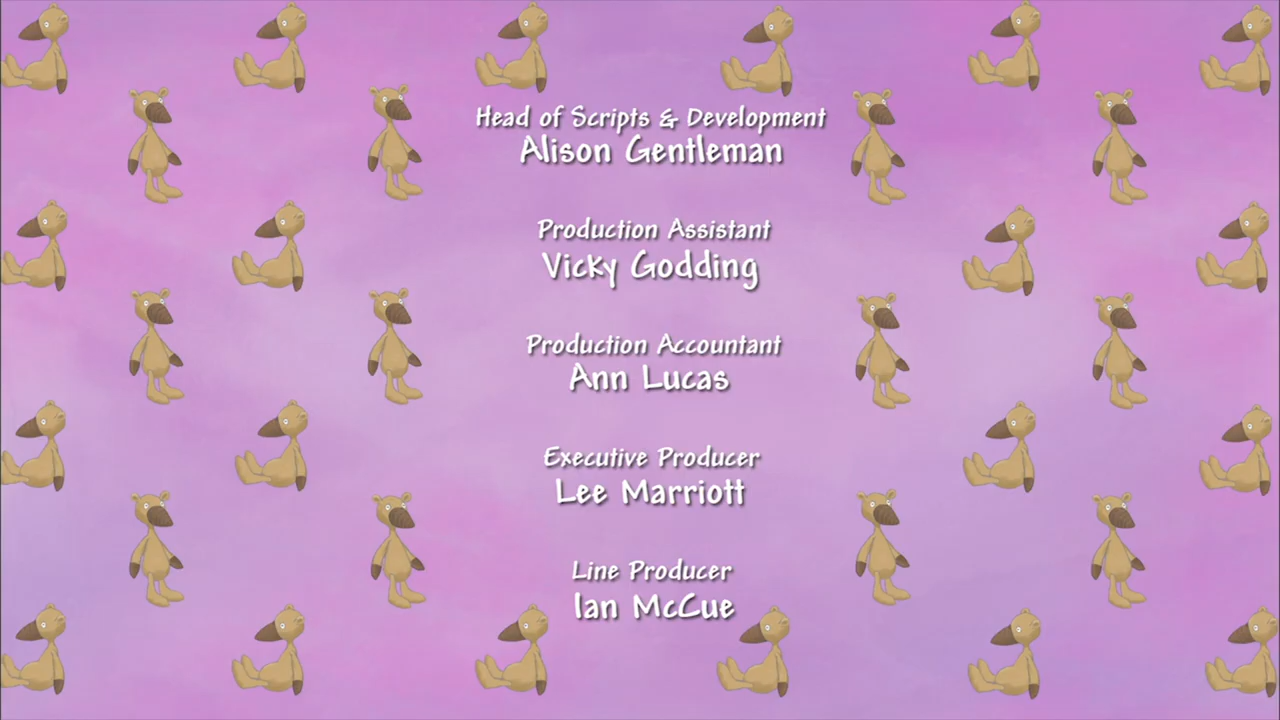 Head of Scripts & Development
Alison Gentleman
Production Assistant
Vicky Godding
Production Accountant
Ann Lucas
Executive Producer
Lee Marriott
Line Producer
Ian McCue